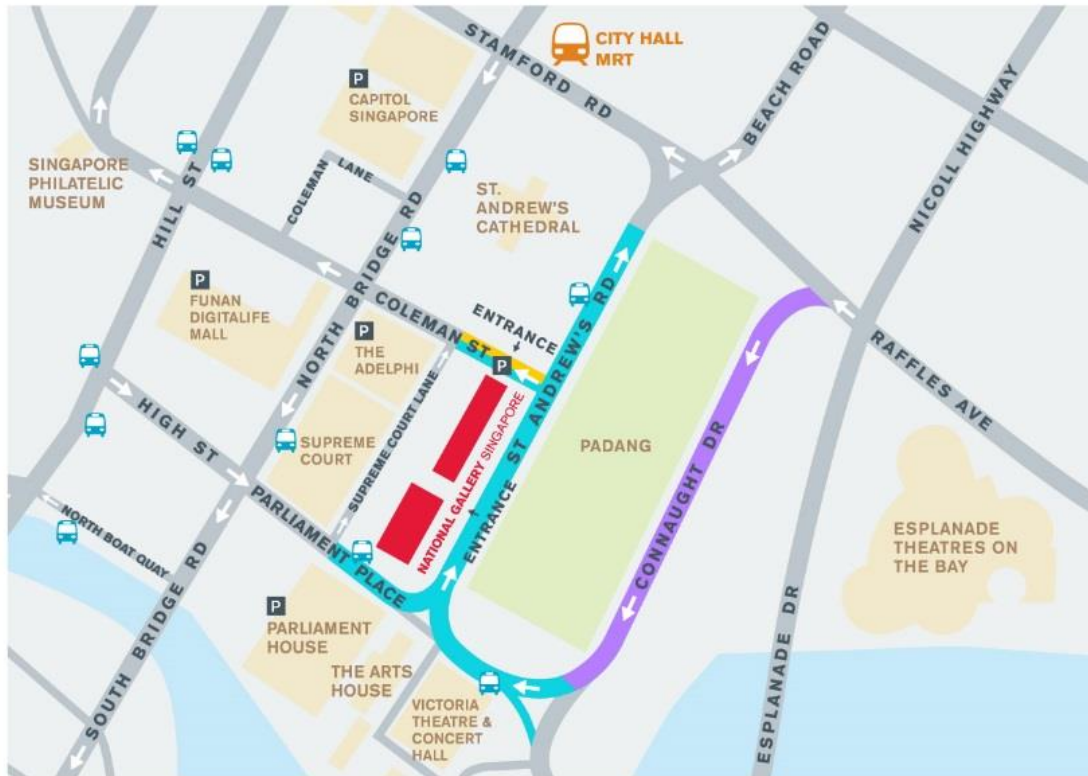 CITY HALL
MRT
STAMFORD RD
BEACH ROAD
NICOLL HIGHWAY
P
CAPITOL
SINGAPORE
SINGAPORE
PHILATELIC
MUSEUM
HILL ST
COLEMAN
LANE
NORTH BRIDGE RD
ST.
ANDREW'S
CATHEDRAL
P
FUNAN
DIGITALIFE
MALL
COLEMAN ST
ENTRANCE
P
P
THE
ADELPHI
ST ANDREW'S RD
RAFFLES AVE
HIGH ST
SUPREME
COURT
SUPREME COURT LANE
NATIONAL GALLERY SINGAPORE
ENTRANCE
PADANG
CONNAUGHT DR
ESPLANADE
THEATRES ON
THE BAY
NORTH BOAT QUAY
PARLIAMENT PLACE
SOUTH BRIDGE RD
P
PARLIAMENT
HOUSE
THE ARTS
HOUSE
VICTORIA
THEATRE &
CONCERT
HALL
ESPLANADE DR